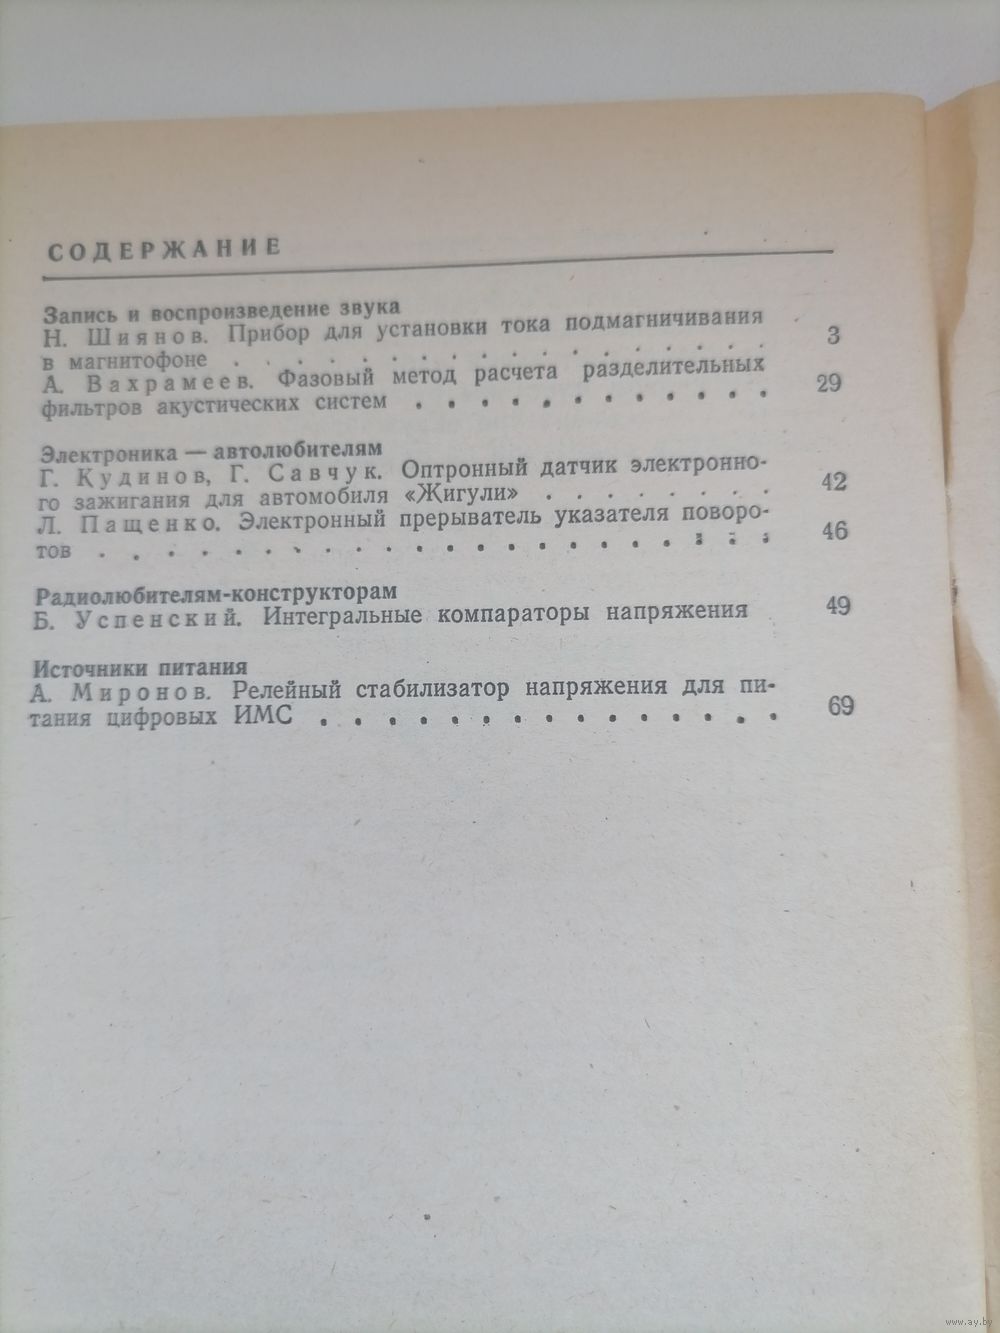 СОДЕРЖАНИЕ
Запись и воспроизведение звука
Н. Шиянов. Прибор для установки тока подмагничивания
в магнитофоне . . . . . . . . . . . . . . . . 3
А. Вахрамеев. Фазовый метод расчета разделительных
фильтров акустических систем . . . . . . . . . . . 29
Электроника — автолюбителям
Г. Кудинов, Г. Савчук. Оптронный датчик электронно-
го зажигания для автомобиля «Жигули» . . . . . . . . 42
Л. Пащенко. Электронный прерыватель указателя поворо-
тов . . . . . . . . . . . . . . . . . . . . 46
Радиолюбителям-конструкторам
Б. Успенский. Интегральные компараторы напряжения 49
Источники питания
А. Миронов. Релейный стабилизатор напряжения для пи-
тания цифровых ИМС . . . . . . . . . . . . . . 69
www.ay.by